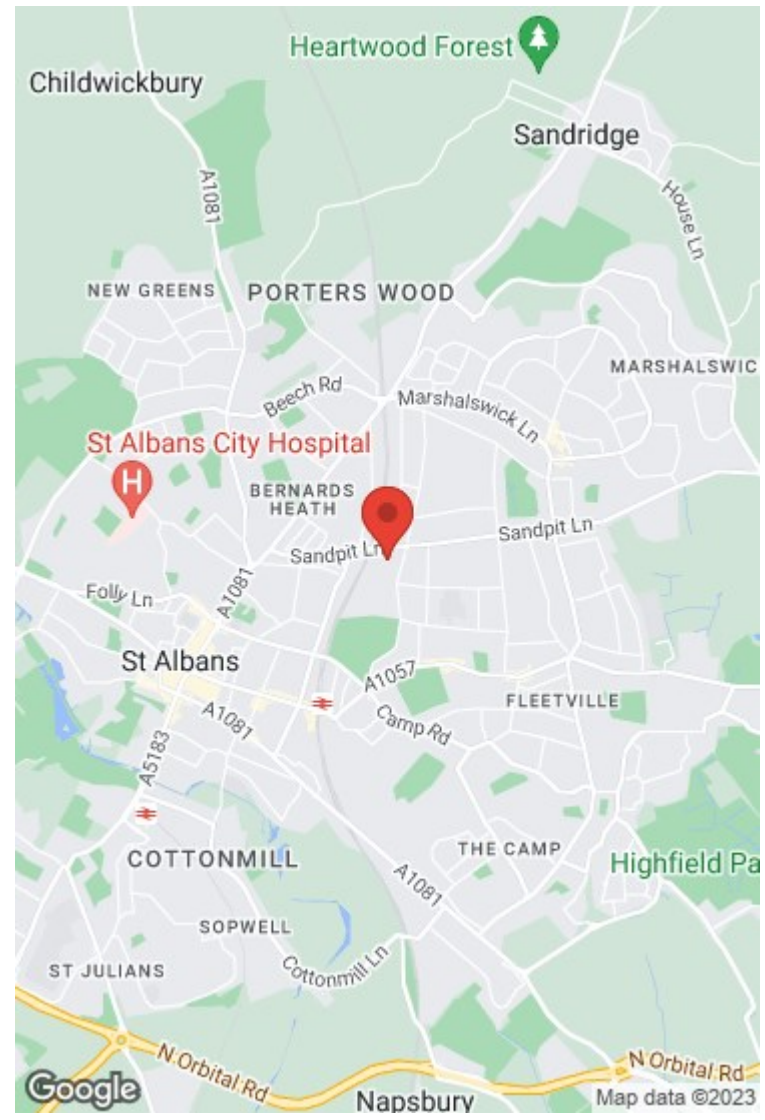 Heartwood Forest
Childwickbury
Sandridge
A1081
House Ln
NEW GREENS
PORTERS WOOD
MARSHALSWIC
Beech Rd
Marshalswick Ln
St Albans City Hospital
H
BERNARDS
HEATH
Sandpit Ln
Sandpit Ln
Folly Ln
A1081
St Albans
A1057
FLEETVILLE
A1081
Camp Rd
A5183
THE CAMP
COTTONMILL
Highfield Pa
A1081
SOPWELL
Cottonmill Ln
ST JULIANS
N Orbital Rd
N Orbital Rd
Google
Napsbury
Map data ©2023